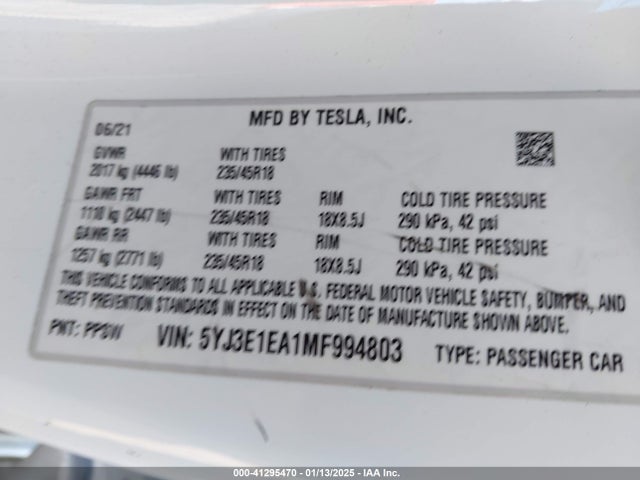 MFD BY TESLA, INC.
06/21
GVWR WITH TIRES
2017 kg (4446 lb) 235/45R18
GAWR FRT WITH TIRES RIM COLD TIRE PRESSURE
1110 kg (2447 lb) 235/45R18 18X8.5J 290 kPa, 42 psi
GAWR RR WITH TIRES RIM COLD TIRE PRESSURE
1257 kg (2771 lb) 235/45R18 18X8.5J 290 kPa, 42 psi
THIS VEHICLE CONFORMS TO ALL APPLICABLE U.S. FEDERAL MOTOR VEHICLE SAFETY, BUMPER, AND
THEFT PREVENTION STANDARDS IN EFFECT ON THE DATE OF MANUFACTURE SHOWN ABOVE.
PNT: PPSW VIN: 5YJ3E1EA1MF994803 TYPE: PASSENGER CAR
000-41295470 - 01/13/2025 - IAA Inc.